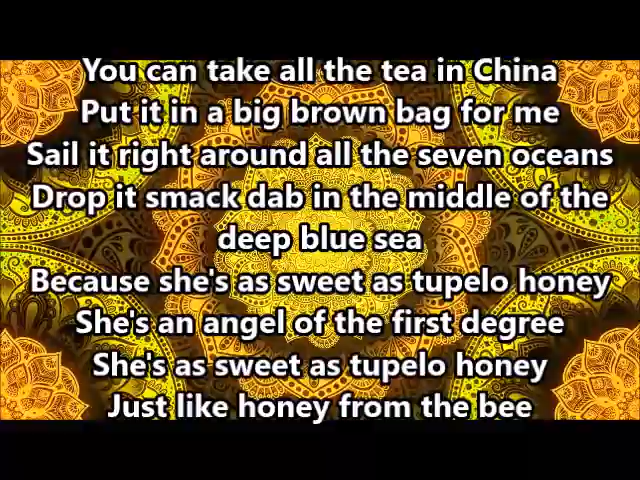 You can take all the tea in China
Put it in a big brown bag for me
Sail it right around all the seven oceans
Drop it smack dab in the middle of the
deep blue sea
Because she's as sweet as tupelo honey
She's an angel of the first degree
She's as sweet as tupelo honey
Just like honey from the bee